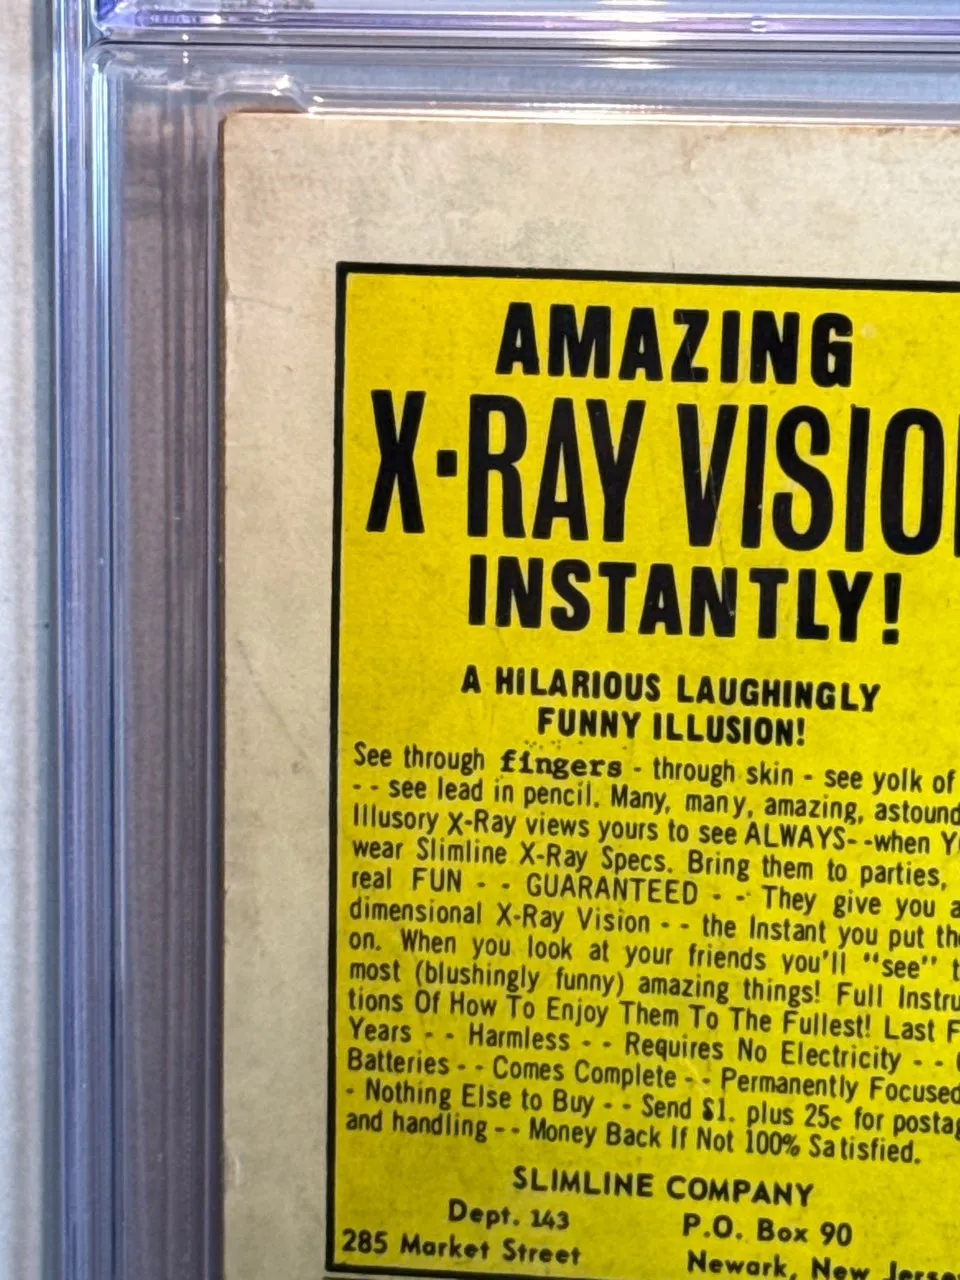 AMAZING
X-RAY VISIO
INSTANTLY!
A HILARIOUS LAUGHINGLY
FUNNY ILLUSION!
See through fingers - through skin - see yolk of
- - see lead in pencil. Many, many, amazing, astound
Illusory X-Ray views yours to see ALWAYS- -when Y
wear Slimline X-Ray Specs. Bring them to parties,
real FUN - - GUARANTEED - - They give you a
dimensional X-Ray Vision - - the Instant you put th
on. When you look at your friends you'll "see" t
most (blushingly funny) amazing things! Full Instru
tions Of How To Enjoy Them To The Fullest! Last F
Years - - Harmless - - Requires No Electricity - -
Batteries - - Comes Complete - - Permanently Focused
- Nothing Else to Buy - - Send $1. plus 25c for postag
and handling - - Money Back If Not 100% Satisfied.
SLIMLINE COMPANY
Dept. 143 P.O. Box 90
285 Market Street Newark, New Jerse